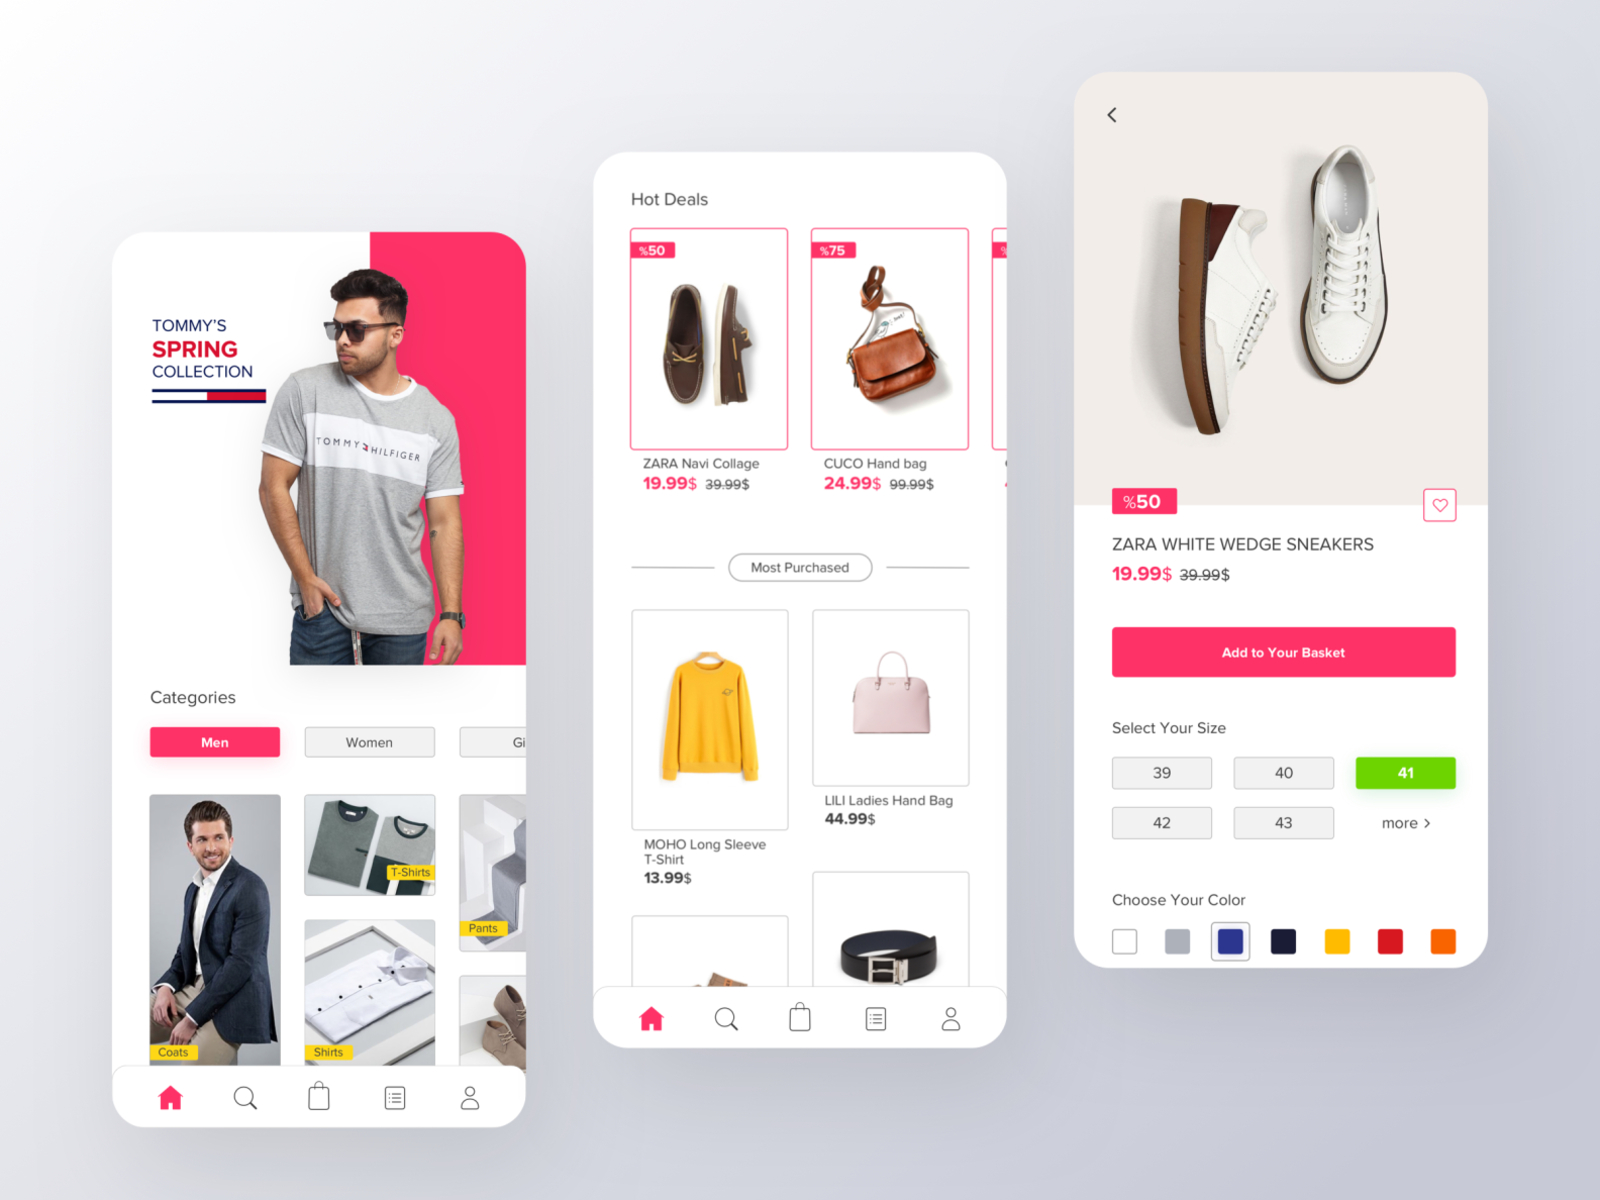 TOMMY'S
SPRING
COLLECTION
TOMMY HILFIGER
Categories
Men
Women
Gi
T-Shirts
Pants
Coats
Shirts
Hot Deals
%50
%75
%
ZARA Navi Collage
19.99$ 39.99$
CUCO Hand bag
24.99$ 99.99$
Most Purchased
MOHO Long Sleeve
T-Shirt
13.99$
LILI Ladies Hand Bag
44.99$
%50
ZARA WHITE WEDGE SNEAKERS
19.99$ 39.99$
Add to Your Basket
Select Your Size
39
40
41
42
43
more >
Choose Your Color